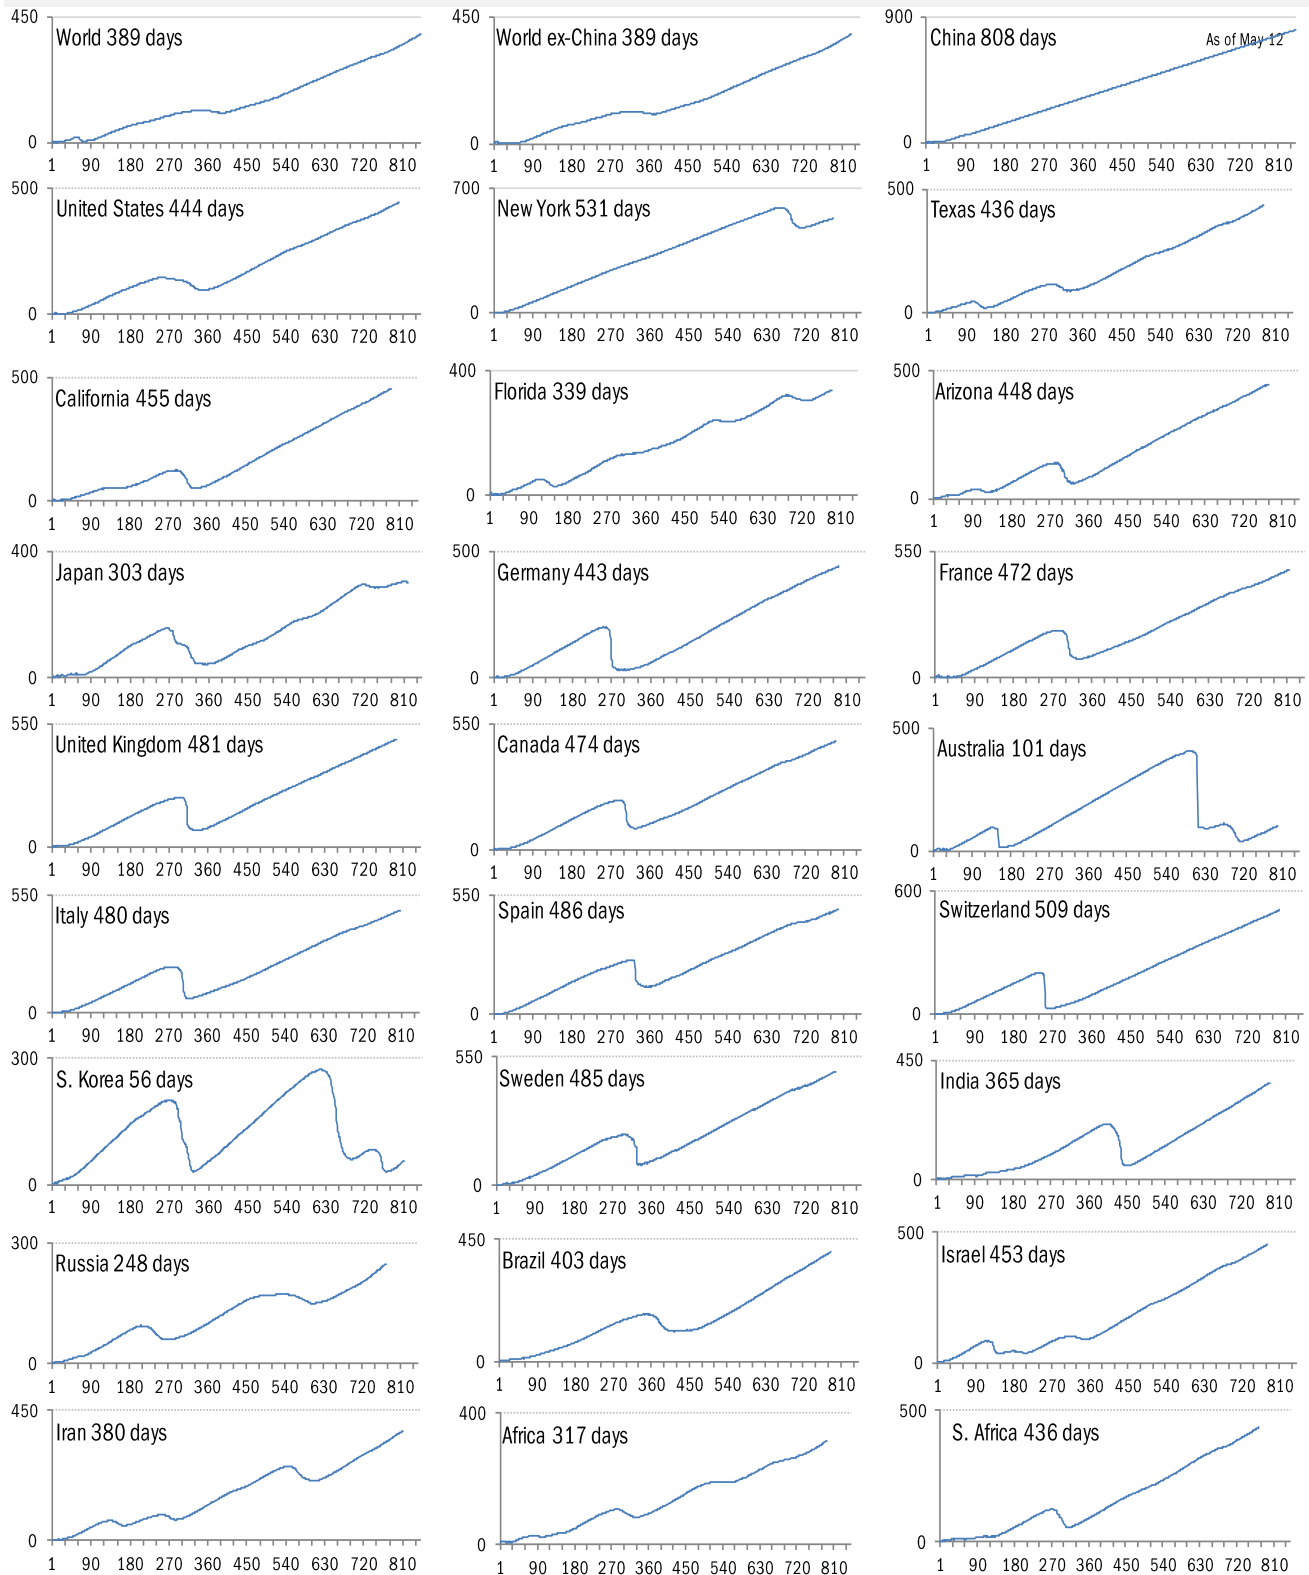 450
World 389 days
0
1 90 180 270 360 450 540 630 720 810
450
World ex-China 389 days
0
1 90 180 270 360 450 540 630 720 810
900
China 808 days
As of May 12
0
1 90 180 270 360 450 540 630 720 810
500
United States 444 days
0
1 90 180 270 360 450 540 630 720 810
700
New York 531 days
0
1 90 180 270 360 450 540 630 720 810
500
Texas 436 days
0
1 90 180 270 360 450 540 630 720 810
500
California 455 days
0
1 90 180 270 360 450 540 630 720 810
400
Florida 339 days
0
1 90 180 270 360 450 540 630 720 810
500
Arizona 448 days
0
1 90 180 270 360 450 540 630 720 810
400
Japan 303 days
0
1 90 180 270 360 450 540 630 720 810
500
Germany 443 days
0
1 90 180 270 360 450 540 630 720 810
550
France 472 days
0
1 90 180 270 360 450 540 630 720 810
550
United Kingdom 481 days
0
1 90 180 270 360 450 540 630 720 810
550
Canada 474 days
0
1 90 180 270 360 450 540 630 720 810
500
Australia 101 days
0
1 90 180 270 360 450 540 630 720 810
550
Italy 480 days
0
1 90 180 270 360 450 540 630 720 810
550
Spain 486 days
0
1 90 180 270 360 450 540 630 720 810
600
Switzerland 509 days
0
1 90 180 270 360 450 540 630 720 810
300
S. Korea 56 days
0
1 90 180 270 360 450 540 630 720 810
550
Sweden 485 days
0
1 90 180 270 360 450 540 630 720 810
450
India 365 days
0
1 90 180 270 360 450 540 630 720 810
300
Russia 248 days
0
1 90 180 270 360 450 540 630 720 810
450
Brazil 403 days
0
1 90 180 270 360 450 540 630 720 810
500
Israel 453 days
0
1 90 180 270 360 450 540 630 720 810
450
Iran 380 days
0
1 90 180 270 360 450 540 630 720 810
400
Africa 317 days
0
1 90 180 270 360 450 540 630 720 810
500
S. Africa 436 days
0
1 90 180 270 360 450 540 630 720 810